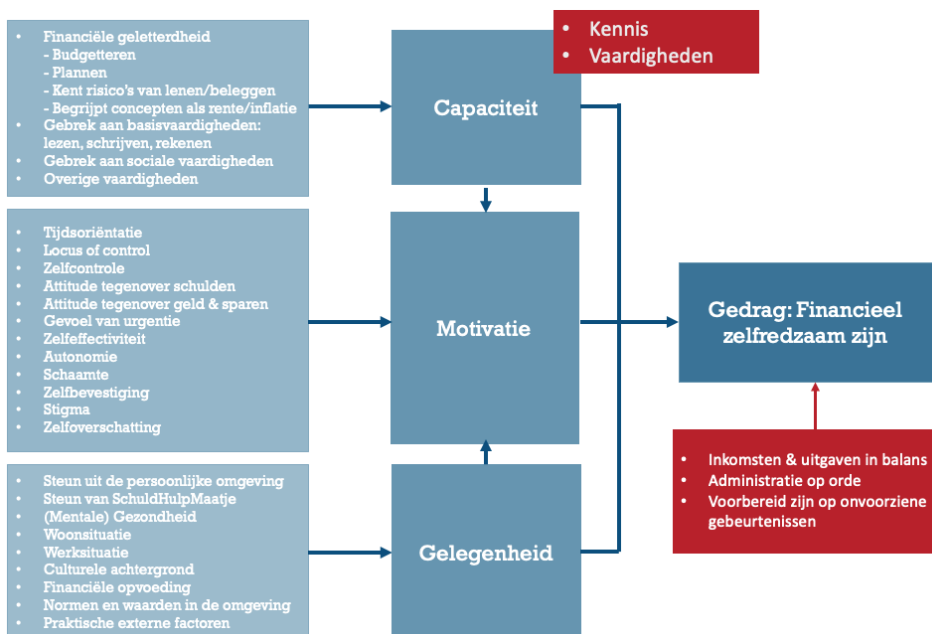 • Financiële geletterdheid
- Budgetteren
- Plannen
- Kent risico's van lenen/beleggen
- Begrijpt concepten als rente/inflatie
• Gebrek aan basisvaardigheden:
lezen, schrijven, rekenen
• Gebrek aan sociale vaardigheden
• Overige vaardigheden
Capaciteit
• Kennis
• Vaardigheden
• Tijdsoriëntatie
• Locus of control
• Zelfcontrole
• Attitude tegenover schulden
• Attitude tegenover geld & sparen
• Gevoel van urgentie
• Zelfeffectiviteit
• Autonomie
• Schaamte
• Zelfbevestiging
• Stigma
• Zelfoverschatting
Motivatie
Gedrag: Financieel
zelfredzaam zijn
• Steun uit de persoonlijke omgeving
• Steun van SchuldHulpMaatje
• (Mentale) Gezondheid
• Woonsituatie
• Werksituatie
• Culturele achtergrond
• Financiële opvoeding
• Normen en waarden in de omgeving
• Praktische externe factoren
Gelegenheid
• Inkomsten & uitgaven in balans
• Administratie op orde
• Voorbereid zijn op onvoorziene
gebeurtenissen